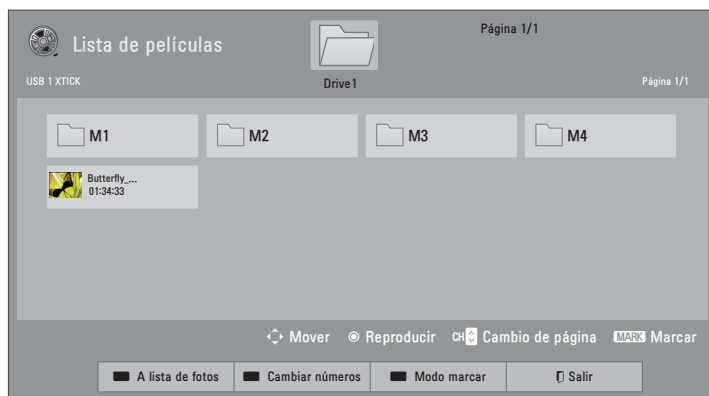 Lista de películas
Página 1/1
USB 1 XTICK
Drive1
Página 1/1
M1
M2
M3
M4
Butterfly_...
01:34:33
Mover
Reproducir
CH Cambio de página
MARK Marcar
A lista de fotos
Cambiar números
Modo marcar
Salir